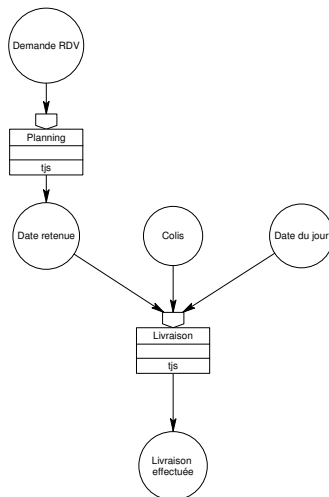 Demande RDV
Planning
tjs
Date retenue
Colis
Date du jour
Livraison
tjs
Livraison
effectuée